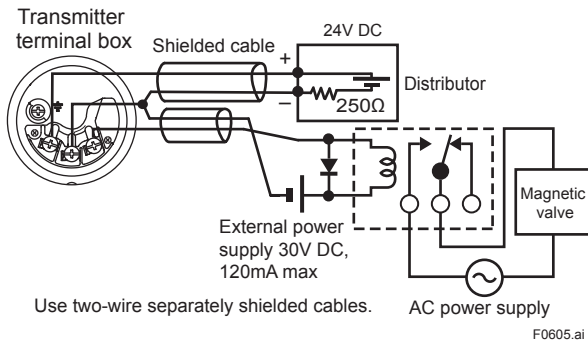 Transmitter
terminal box
Shielded cable
24V DC
+
–
250Ω
Distributor
External power
supply 30V DC,
120mA max
Magnetic
valve
Use two-wire separately shielded cables.
AC power supply
F0605.ai